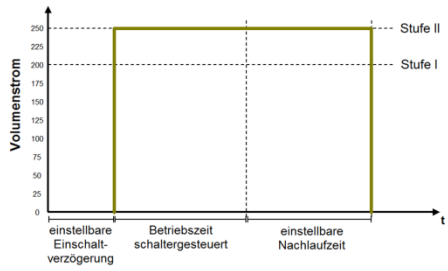 Volumenstrom
250
225
200
175
150
125
100
75
50
25
0
Stufe II
Stufe I
t
einstellbare
Einschalt-
verzögerung
Betriebszeit
schaltergesteuert
einstellbare
Nachlaufzeit